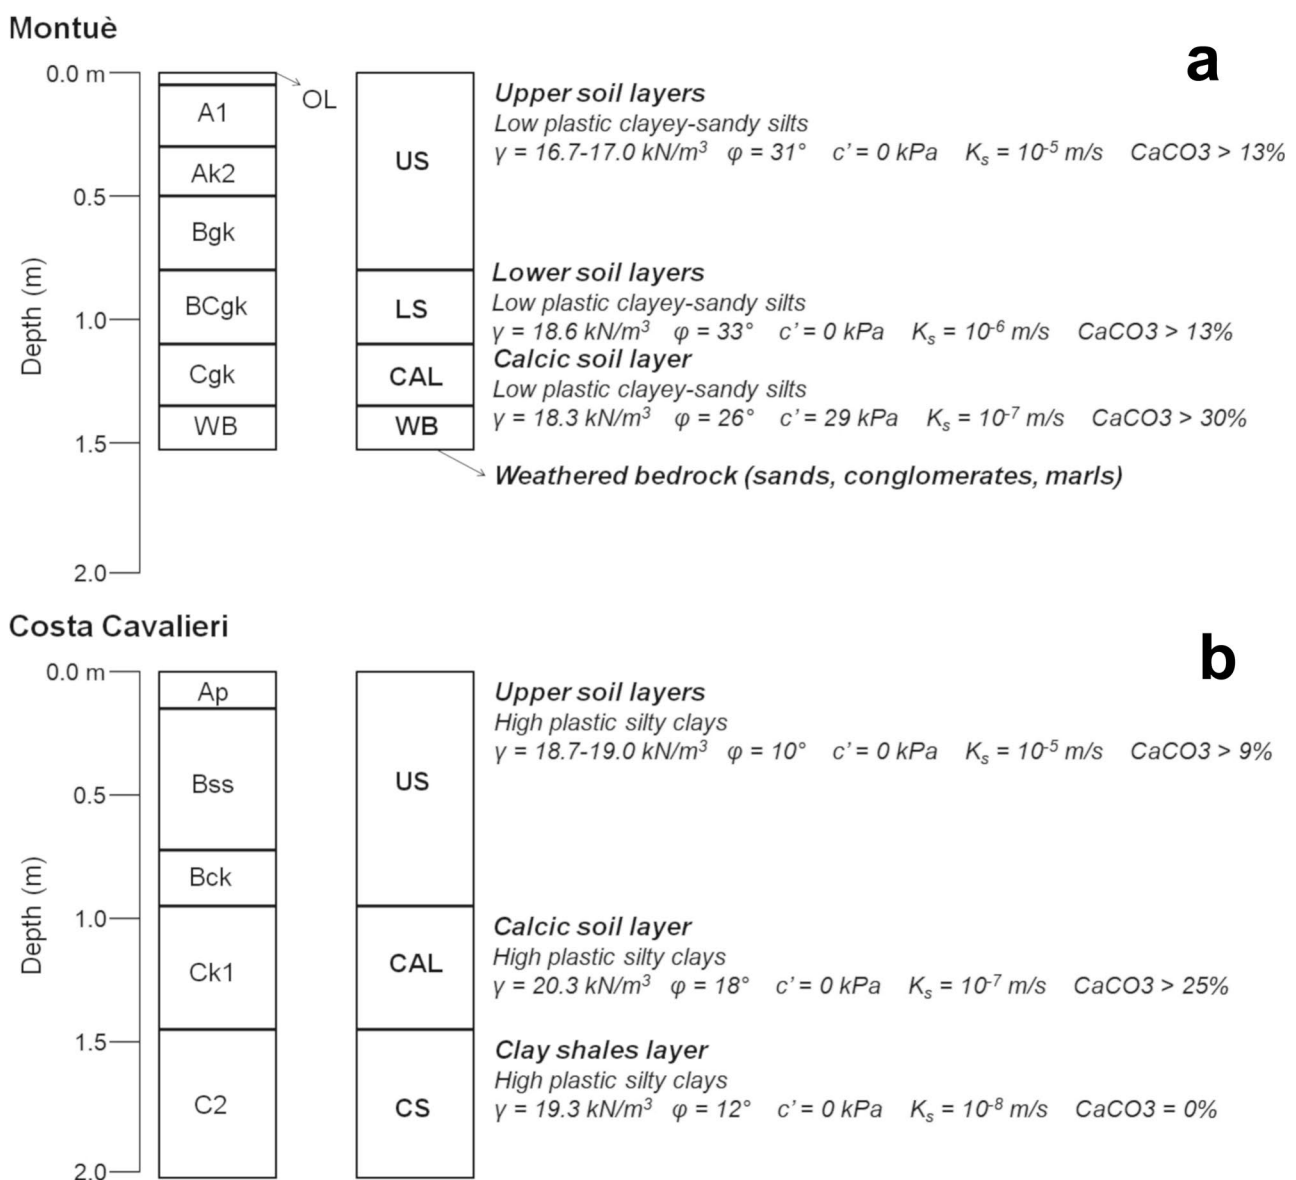 Montuè
a
0.0 m
OL
A1
Ak2
0.5
Bgk
BCgk
1.0
Cgk
WB
1.5
2.0
Depth (m)
US
LS
CAL
WB
Upper soil layers
Low plastic clayey-sandy silts
γ = 16.7-17.0 kN/m³ φ = 31° c’ = 0 kPa Kₛ = 10⁻⁵ m/s CaCO3 > 13%
Lower soil layers
Low plastic clayey-sandy silts
γ = 18.6 kN/m³ φ = 33° c’ = 0 kPa Kₛ = 10⁻⁶ m/s CaCO3 > 13%
Calcic soil layer
Low plastic clayey-sandy silts
γ = 18.3 kN/m³ φ = 26° c’ = 29 kPa Kₛ = 10⁻⁷ m/s CaCO3 > 30%
Weathered bedrock (sands, conglomerates, marls)
Costa Cavalieri
b
0.0 m
Ap
Bss
0.5
Bck
1.0
Ck1
1.5
C2
2.0
Depth (m)
US
CAL
CS
Upper soil layers
High plastic silty clays
γ = 18.7-19.0 kN/m³ φ = 10° c’ = 0 kPa Kₛ = 10⁻⁵ m/s CaCO3 > 9%
Calcic soil layer
High plastic silty clays
γ = 20.3 kN/m³ φ = 18° c’ = 0 kPa Kₛ = 10⁻⁷ m/s CaCO3 > 25%
Clay shales layer
High plastic silty clays
γ = 19.3 kN/m³ φ = 12° c’ = 0 kPa Kₛ = 10⁻⁸ m/s CaCO3 = 0%